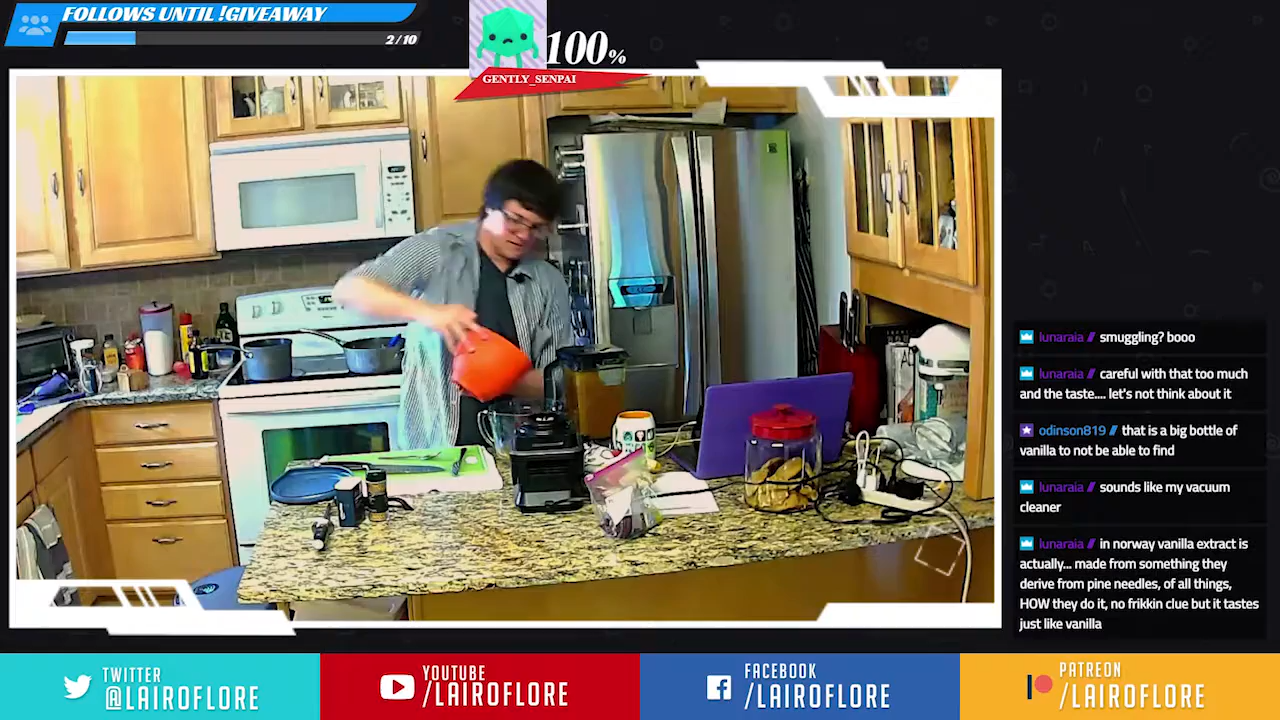 FOLLOWS UNTIL !GIVEAWAY
2/10
100%
GENTLY_SENPAI
lunaraia // smuggling? booo
lunaraia // careful with that too much
and the taste.... let's not think about it
odinson819 // that is a big bottle of
vanilla to not be able to find
lunaraia // sounds like my vacuum
cleaner
lunaraia // in norway vanilla extract is
actually... made from something they
derive from pine needles, of all things,
HOW they do it, no frikkin clue but it tastes
just like vanilla
TWITTER
@LAIROFLORE
YOUTUBE
/LAIROFLORE
FACEBOOK
/LAIROFLORE
PATREON
/LAIROFLORE